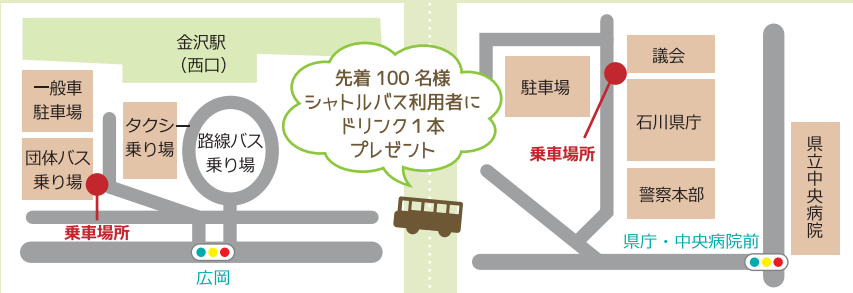 金沢駅
（西口）
一般車
駐車場
タクシー
乗り場
団体バス
乗り場
路線バス
乗り場
乗車場所
広岡
先着100名様
シャトルバス利用者に
ドリンク1本
プレゼント
駐車場
議会
石川県庁
警察本部
乗車場所
県庁・中央病院前
県立中央病院